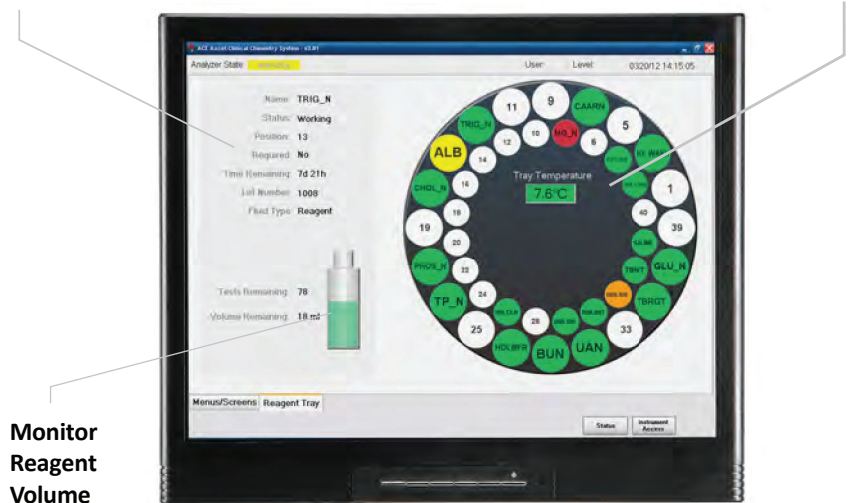 ACE Axcel Clinical Chemistry System - v3.01
Analyzer State:
User: Level: 03/20/12 14:15:05
Name: TRIG_N
Status: Working
Position: 13
Required: No
Time Remaining: 7d 21h
Lot Number: 1008
Fluid Type: Reagent
Tests Remaining: 78
Volume Remaining: 18 ml
11
9
CAARN
5
1
39
GLU_N
TBRGT
33
UAN
BUN
HDLBFR
25
TP_N
PHOS_N
19
CHOL_N
ALB
TRIG_N
12
10
6
40
TBNT
28
24
22
20
18
16
14
Tray Temperature
7.6°C
Menus/Screens Reagent Tray
Status Instrument Access
Monitor
Reagent
Volume